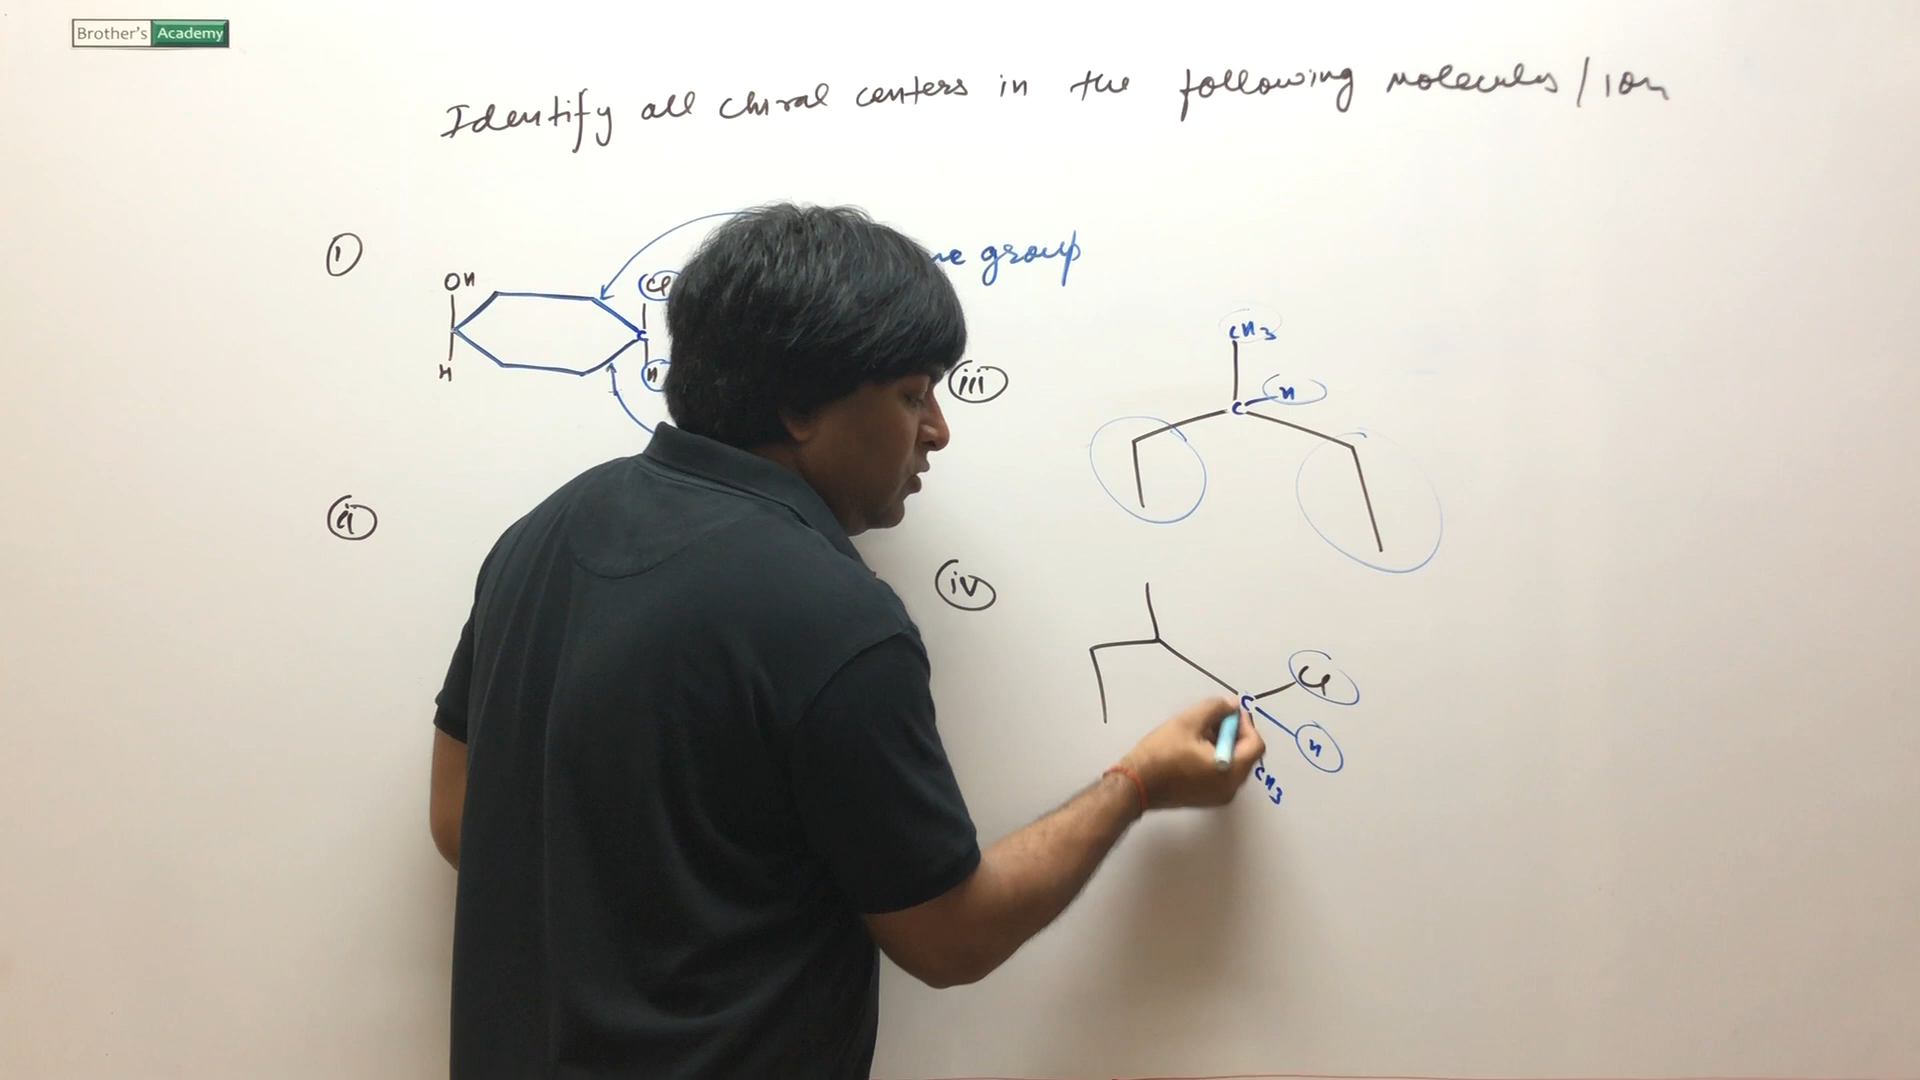 Brother's Academy
Identify all chiral centers in the following molecules / ion
i
group
OH
Cl
H
H
iii
CH3
H
C
C
ii
iv
Cl
C
H
CH3